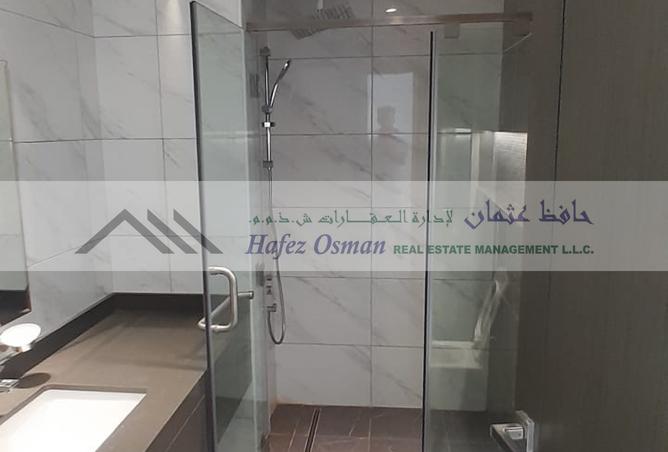 حافظ عثمان لإدارة العقارات ش.ذ.م.م.
Hafez Osman REAL ESTATE MANAGEMENT L.L.C.